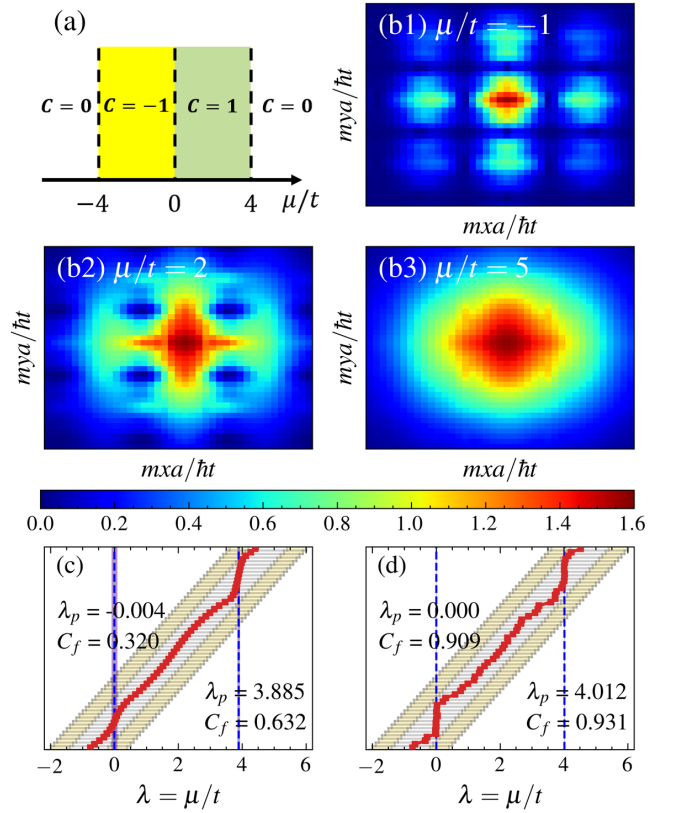 (a)
C = 0
C = −1
C = 1
C = 0
−4
0
4
μ/t
(b1) μ/t = −1
mya/ħt
mxa/ħt
(b2) μ/t = 2
mya/ħt
mxa/ħt
(b3) μ/t = 5
mya/ħt
mxa/ħt
0.0 0.2 0.4 0.6 0.8 1.0 1.2 1.4 1.6
(c)
λp = -0.004
Cf = 0.320
λp = 3.885
Cf = 0.632
−2 0 2 4 6
λ = μ/t
(d)
λp = 0.000
Cf = 0.909
λp = 4.012
Cf = 0.931
−2 0 2 4 6
λ = μ/t